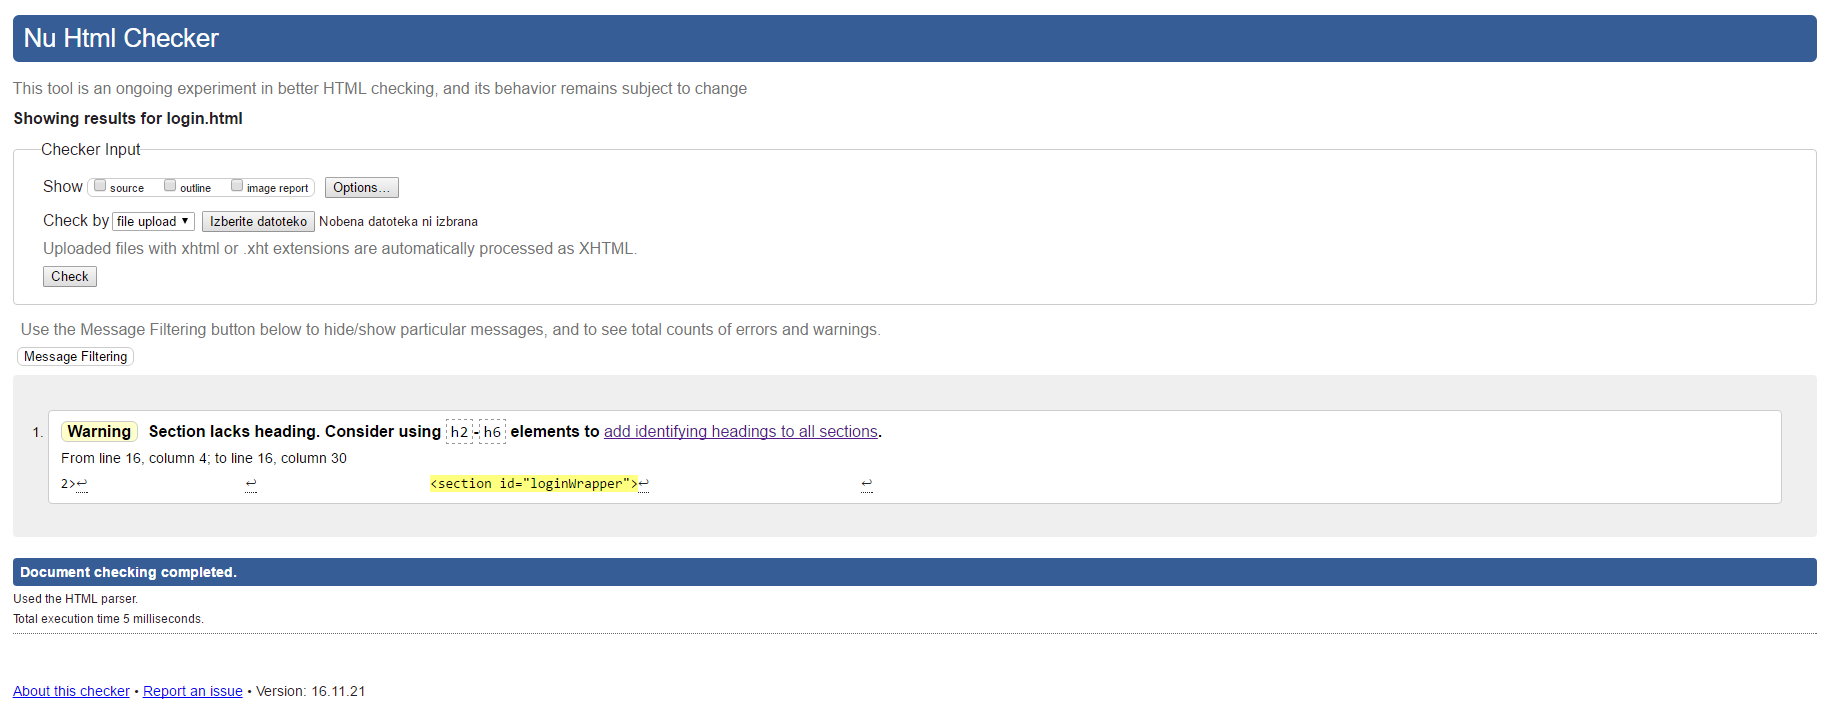 Nu Html Checker
This tool is an ongoing experiment in better HTML checking, and its behavior remains subject to change
Showing results for login.html
Checker Input
Show source outline image report Options...
Check by file upload ▼ Izberite datoteko Nobena datoteka ni izbrana
Uploaded files with xhtml or .xht extensions are automatically processed as XHTML.
Check
Use the Message Filtering button below to hide/show particular messages, and to see total counts of errors and warnings.
Message Filtering
1. Warning Section lacks heading. Consider using h2-h6 elements to add identifying headings to all sections.
From line 16, column 4; to line 16, column 30
2>↩ ↩ <section id="loginWrapper">↩ ↩
Document checking completed.
Used the HTML parser.
Total execution time 5 milliseconds.
About this checker • Report an issue • Version: 16.11.21